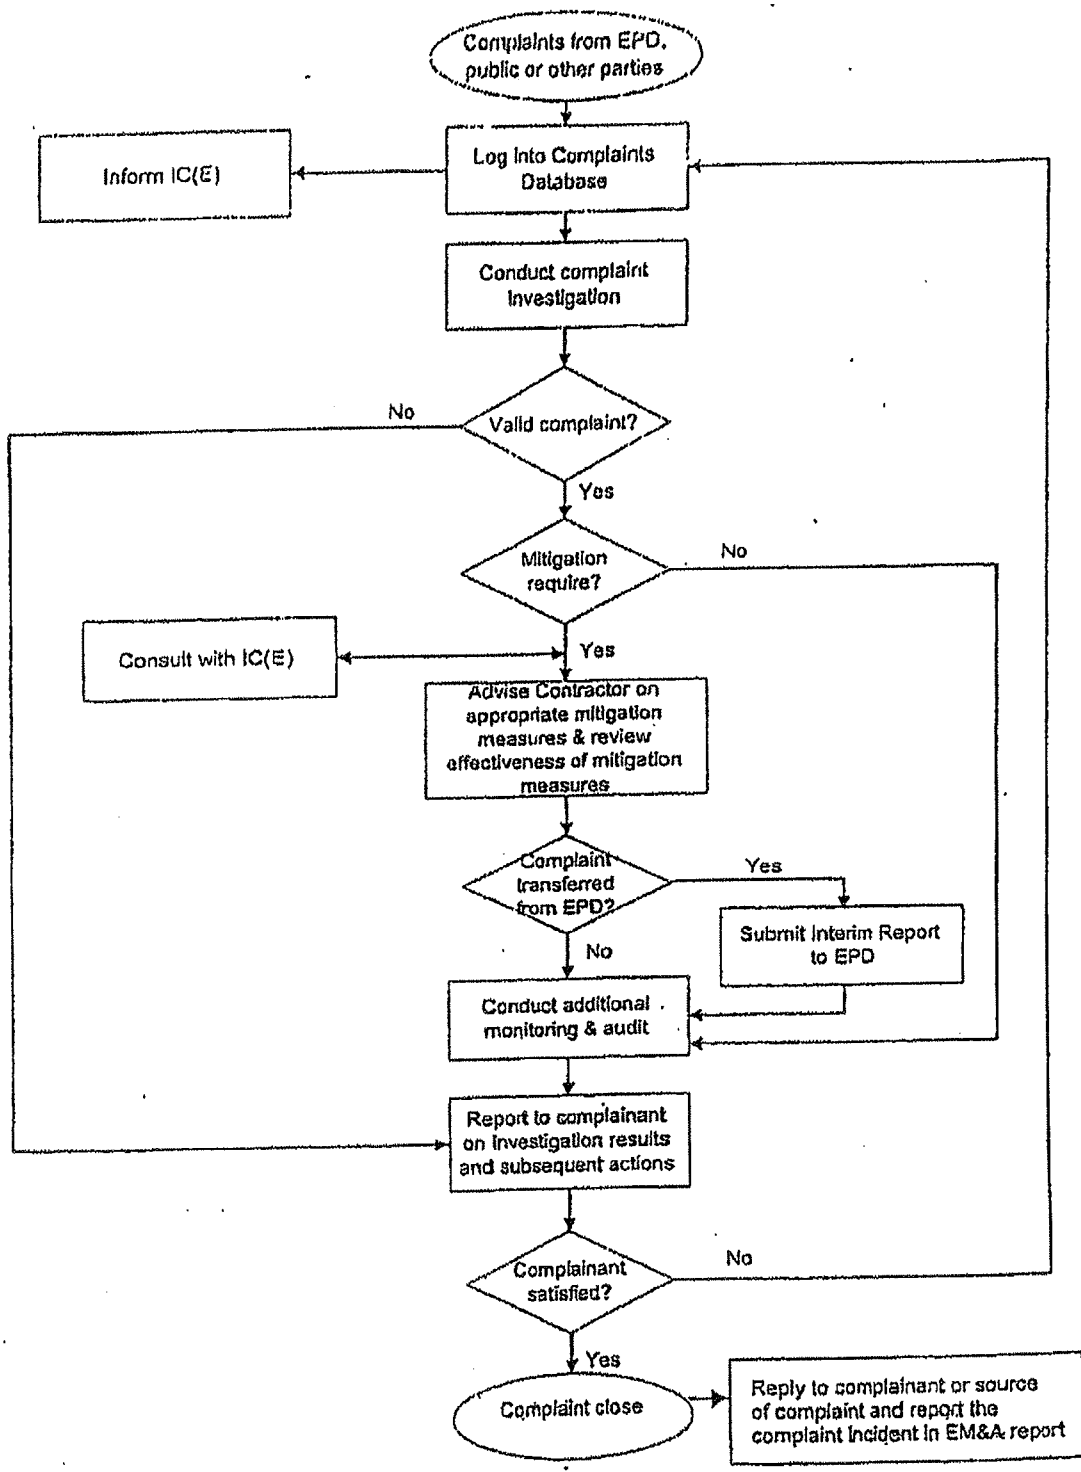 Complaints from EPD,
public or other parties
Inform IC(E)
Log into Complaints
Database
Conduct complaint
Investigation
No
Valid complaint?
Yes
Mitigation
require?
No
Consult with IC(E)
Yes
Advise Contractor on
appropriate mitigation
measures & review
effectiveness of mitigation
measures
Complaint
transferred
from EPD?
Yes
Submit Interim Report
to EPD
No
Conduct additional
monitoring & audit
Report to complainant
on investigation results
and subsequent actions
Complainant
satisfied?
No
Yes
Complaint close
Reply to complainant or source
of complaint and report the
complaint incident in EM&A report